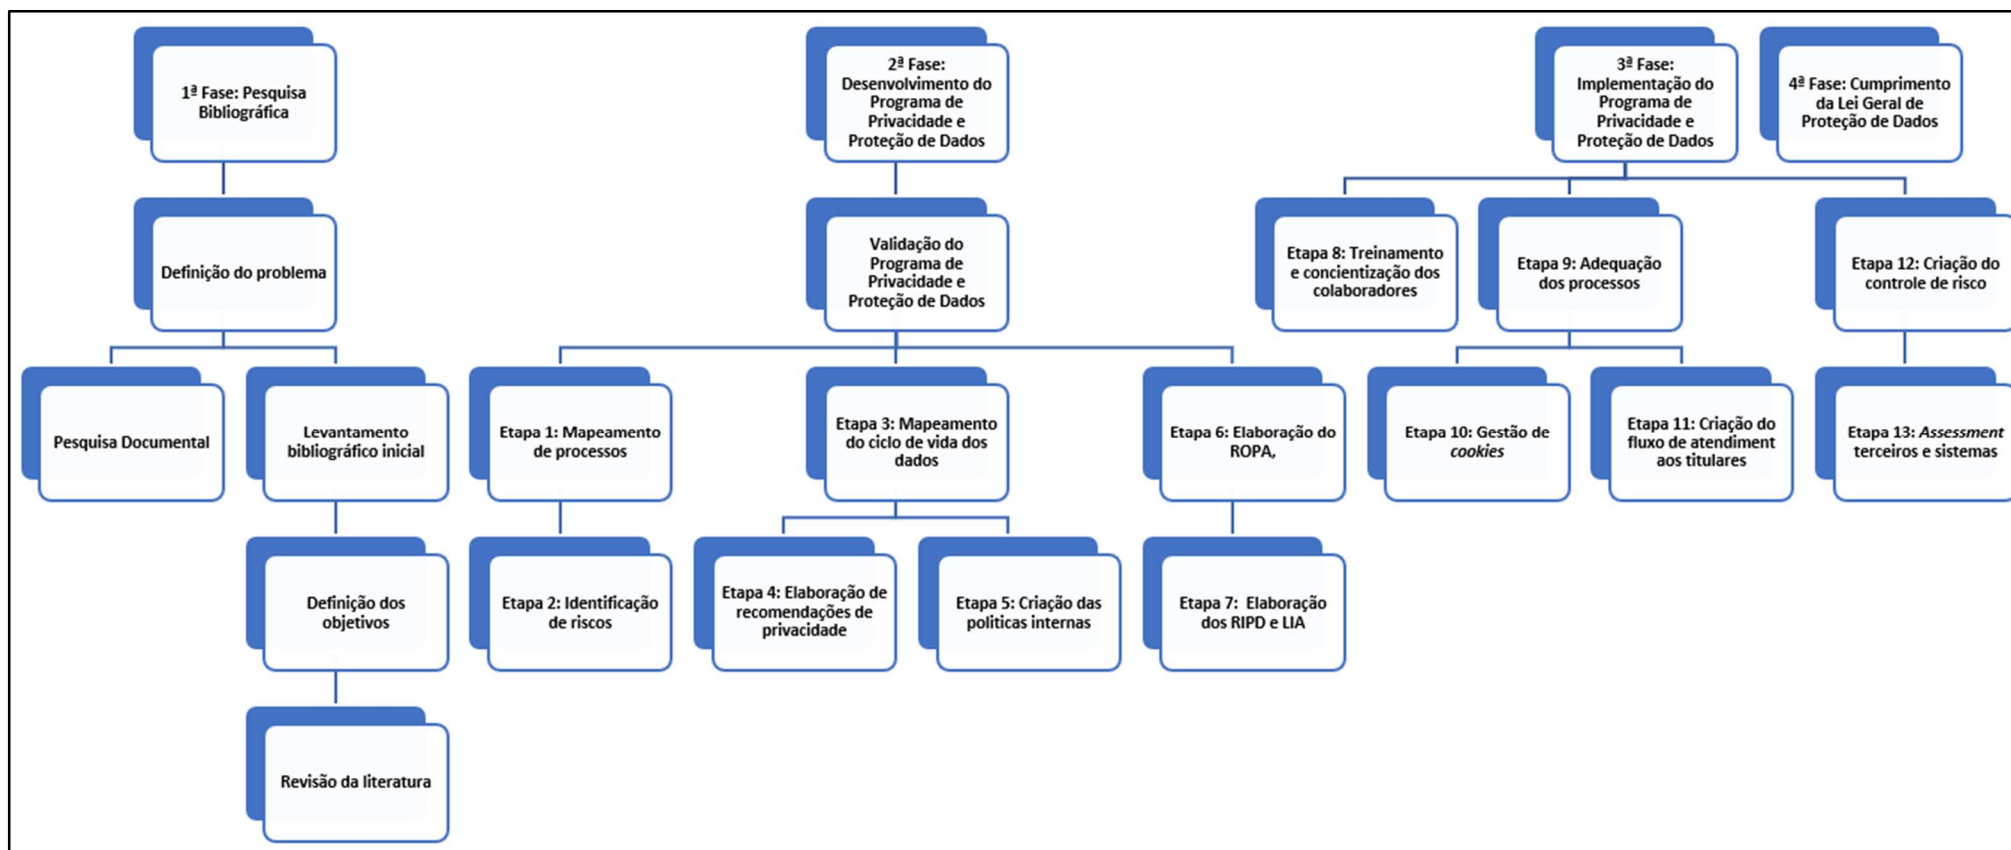 1ª Fase: Pesquisa
Bibliográfica
2ª Fase:
Desenvolvimento do
Programa de
Privacidade e
Proteção de Dados
3ª Fase:
Implementação do
Programa de
Privacidade e
Proteção de Dados
4ª Fase: Cumprimento
da Lei Geral de
Proteção de Dados
Definição do problema
Validação do
Programa de
Privacidade e
Proteção de Dados
Etapa 8: Treinamento
e concientização dos
colaboradores
Etapa 9: Adequação
dos processos
Etapa 12: Criação do
controle de risco
Pesquisa Documental
Levantamento
bibliográfico inicial
Etapa 1: Mapeamento
de processos
Etapa 3: Mapeamento
do ciclo de vida dos
dados
Etapa 6: Elaboração do
ROPA,
Etapa 10: Gestão de
cookies
Etapa 11: Criação do
fluxo de atendiment
aos titulares
Etapa 13: Assessment
terceiros e sistemas
Definição dos
objetivos
Etapa 2: Identificação
de riscos
Etapa 4: Elaboração de
recomendações de
privacidade
Etapa 5: Criação das
politicas internas
Etapa 7: Elaboração
dos RIPD e LIA
Revisão da literatura